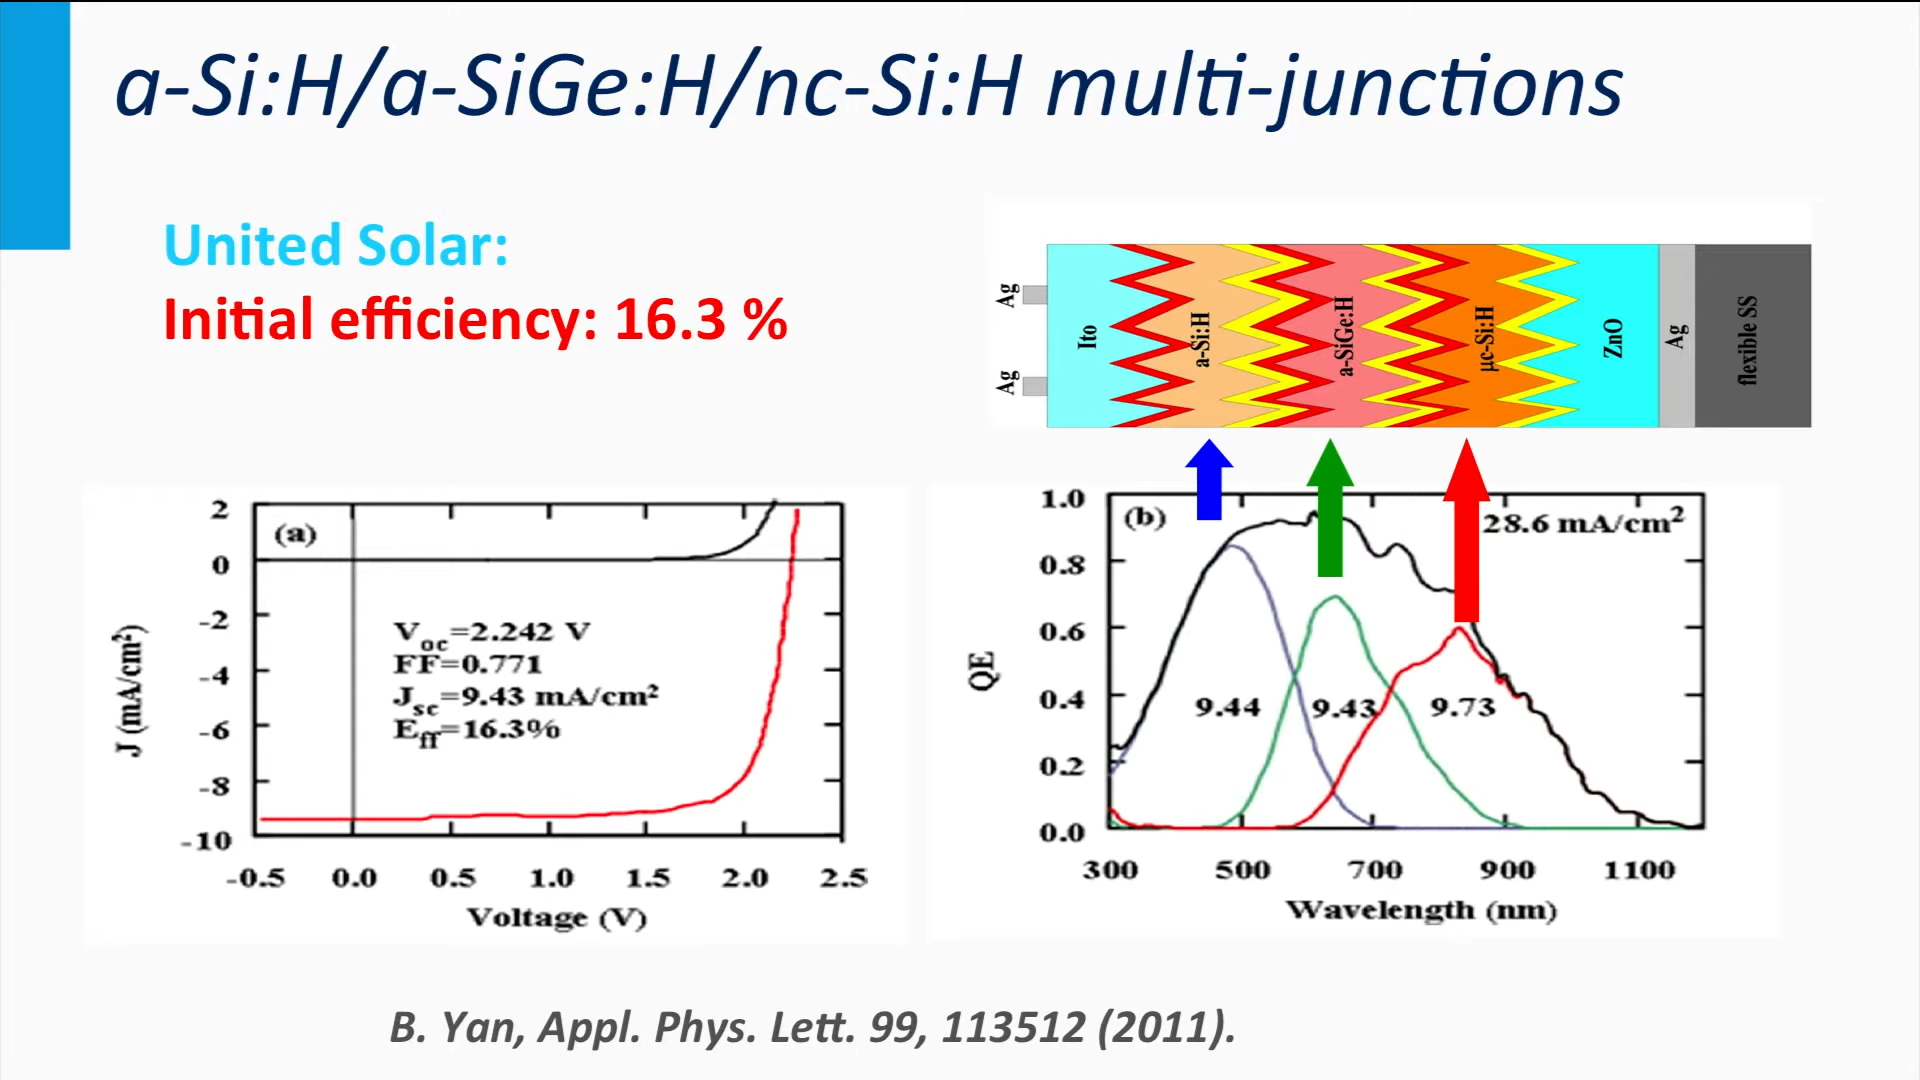 a-Si:H/a-SiGe:H/nc-Si:H multi-junctions
United Solar:
Initial efficiency: 16.3 %
Ag
Ag
Ito
a-Si:H
a-SiGe:H
µc-Si:H
ZnO
Ag
flexible SS
(a)
2
0
-2
-4
-6
-8
-10
J (mA/cm²)
Voc=2.242 V
FF=0.771
Jsc=9.43 mA/cm²
Eff=16.3%
-0.5 0.0 0.5 1.0 1.5 2.0 2.5
Voltage (V)
(b)
28.6 mA/cm²
1.0
0.8
0.6
0.4
0.2
0.0
QE
9.44 9.43 9.73
300 500 700 900 1100
Wavelength (nm)
B. Yan, Appl. Phys. Lett. 99, 113512 (2011).